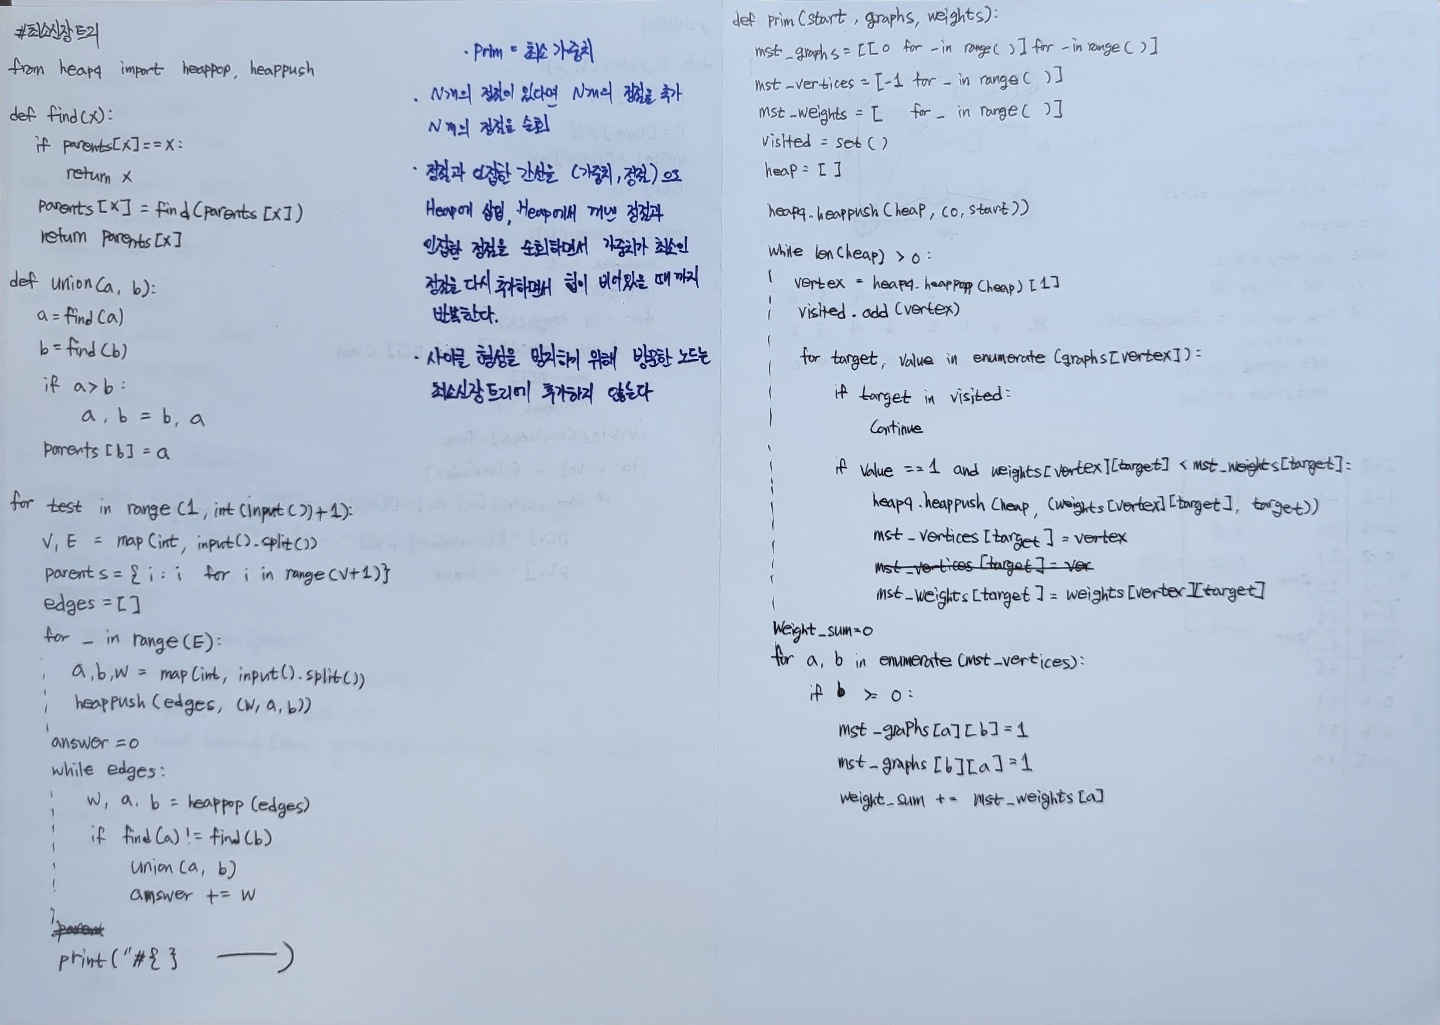 #최소신장 트리
from heapq import heappop, heappush
def find(x):
if parents[x]==x:
return x
parents[x] = find(parents[x])
return parents[x]
def union(a, b):
a=find(a)
b=find(b)
if a>b:
a, b = b, a
parents[b]=a
for test in range(1, int(input())+1):
V, E = map(int, input().split())
parents={i:i for i in range(V+1)}
edges=[]
for _ in range(E):
a,b,w = map(int, input().split())
heappush(edges, (w, a, b))
answer=0
while edges:
w, a, b = heappop(edges)
if find(a)!=find(b)
union(a, b)
amswer += w
parent
print("#{}
)
· Prim = 최소 가중치
· N개의 정점이 있다면 N개의 정점을 추가
N개의 정점을 순회
· 정점과 인접한 간선을 (가중치, 정점)으로
Heap에 삽입, Heap에서 꺼낸 정점과
인접한 정점을 순회하면서 가중치가 최소인
정점을 다시 추가하면서 힙이 비어있을 때 까지
반복한다.
· 사이클 형성을 방지하기 위해 방문한 노드는
최소신장트리에 추가하지 않는다
def prim(start, graphs, weights):
mst_graphs=[[0 for _ in range( )] for _ in range( )]
mst_vertices = [-1 for _ in range( )]
mst_weights = [ for _ in range( )]
visited = set()
heap = [ ]
heapq.heappush(heap, (0, start))
while len(heap) > 0:
vertex = heapq.heappop(heap)[1]
visited.add(vertex)
for target, value in enumerate(graphs[vertex]):
if target in visited:
continue
if value == 1 and weights[vertex][target] < mst_weights[target]:
heapq.heappush(heap, (weights[vertex][target], target))
mst_vertices[target] = vertex
mst_vertices[target] = ver
mst_weights[target] = weights[vertex][target]
Weight_sum=0
for a, b in enumerate(mst_vertices):
if b >= 0:
mst_graphs[a][b]=1
mst_graphs[b][a]=1
weight_sum += mst_weights[a]